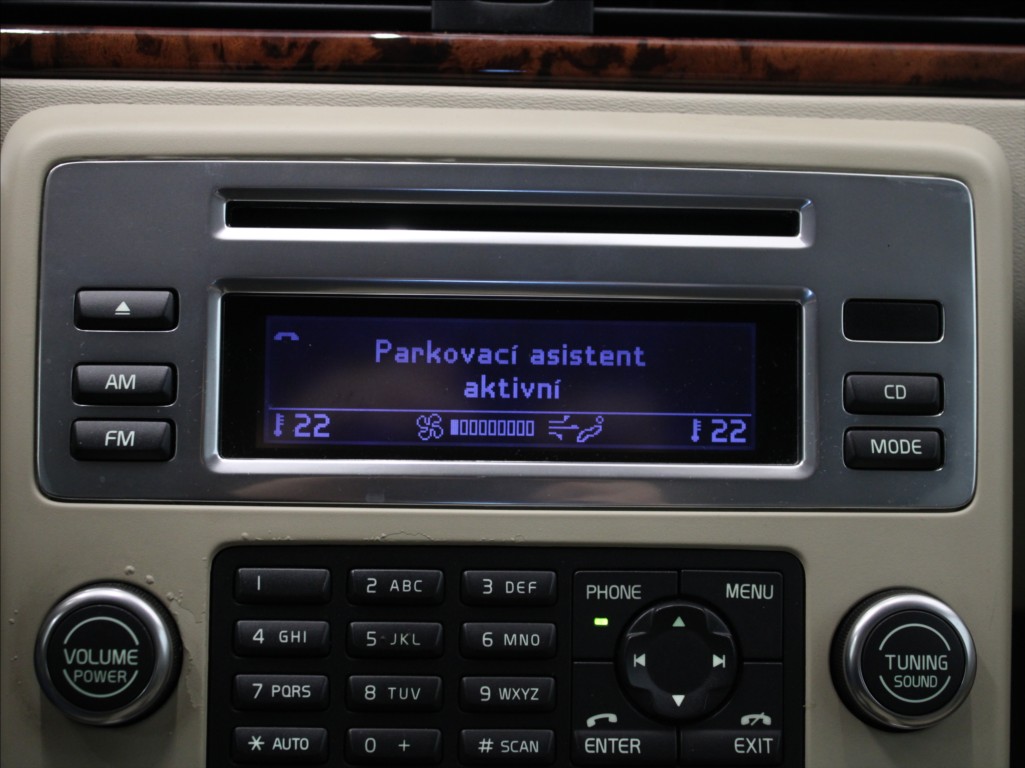 AM
FM
Parkovací asistent
aktivní
22
22
CD
MODE
VOLUME
POWER
1
2 ABC
3 DEF
4 GHI
5 JKL
6 MNO
7 PQRS
8 TUV
9 WXYZ
* AUTO
0 +
# SCAN
PHONE
MENU
ENTER
EXIT
TUNING
SOUND